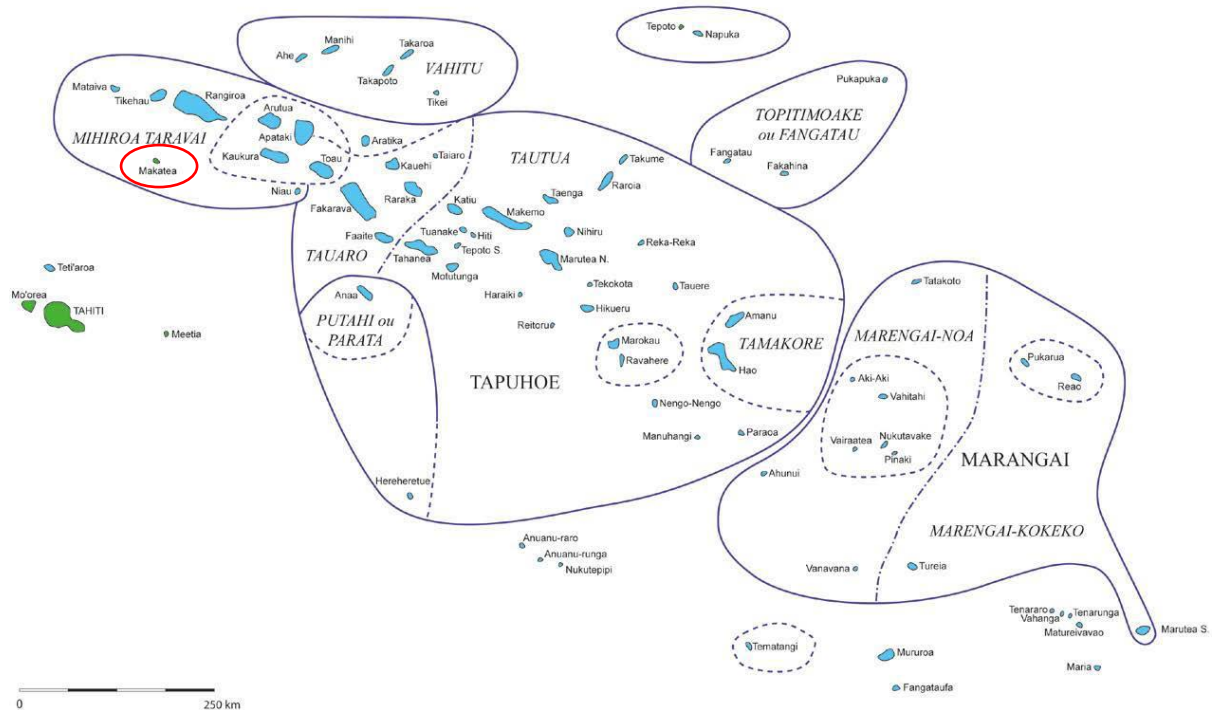 Tepoto
Napuka
Manihi
Takaroa
Ahe
VAHITU
Takapoto
Tikei
Pukapuka
Mataiva
Tikehau
Rangiroa
Arutua
TOPITIMOAKE
ou FANGATAU
MIHIROA TARAVAI
Apataki
Aratika
Kaukura
Toau
Taiaro
TAUTUA
Takume
Fangatau
Fakahina
Makatea
Kauehi
Niau
Raraka
Raroia
Fakarava
Katiu
Taenga
Makemo
Faaite
Tuanake
Hiti
Nihiru
Reka-Reka
TAUARO
Tahanea
Tepoto S.
Marutea N.
Motutunga
Teti'aroa
Mo'orea
TAHITI
Meetia
Anaa
Haraiki
Tekokota
Tauere
Tatakoto
PUTAHI ou
PARATA
Hikueru
Reitoru
Amanu
TAMAKORE
MARENGAI-NOA
Marokau
Ravahere
Hao
Pukarua
Reao
TAPUHOE
Aki-Aki
Vahitahi
Nengo-Nengo
Manuhangi
Paraoa
Vairaatea
Nukutavake
Pinaki
MARANGAI
Ahunui
Hereheretue
MARENGAI-KOKEKO
Anuanu-raro
Anuanu-runga
Nukutepipi
Vanavana
Tureia
Tenararo
Vahanga
Tenarunga
Matureivavao
Marutea S.
Tematangi
Mururoa
Maria
Fangataufa
0
250 km